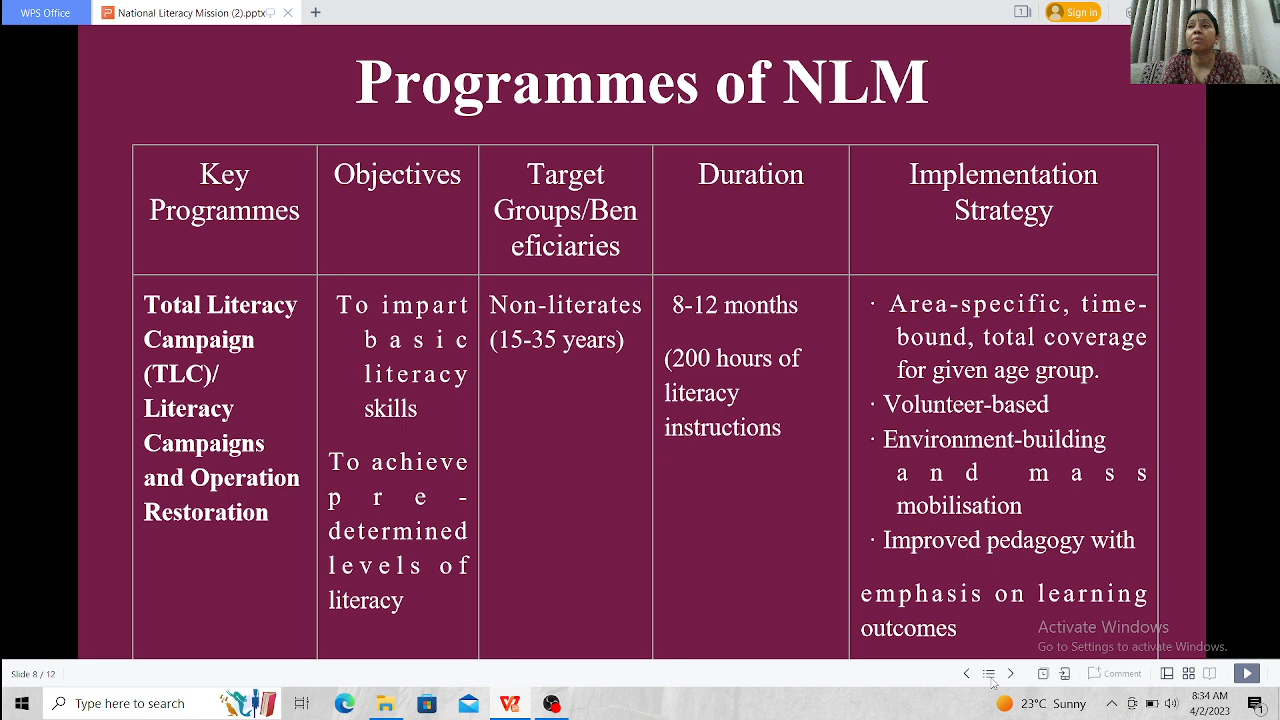 WPS Office
National Literacy Mission (2).pptx
Sign in
Programmes of NLM
Key
Programmes
Objectives
Target
Groups/Ben
eficiaries
Duration
Implementation
Strategy
Total Literacy
Campaign
(TLC)/
Literacy
Campaigns
and Operation
Restoration
To impart
basic
literacy
skills
To achieve
pre-
determined
levels of
literacy
Non-literates
(15-35 years)
8-12 months
(200 hours of
literacy
instructions
· Area-specific, time-
bound, total coverage
for given age group.
· Volunteer-based
· Environment-building
and mass
mobilisation
· Improved pedagogy with
emphasis on learning
outcomes
Activate Windows
Go to Settings to activate Windows.
Slide 8 / 12
Comment
Type here to search
23°C Sunny
8:34 AM
4/2/2023